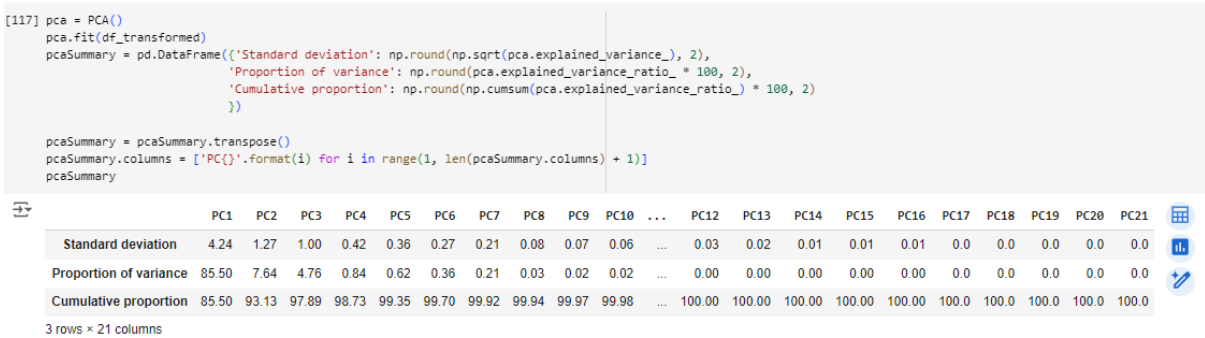 [117] pca = PCA()
pca.fit(df_transformed)
pcaSummary = pd.DataFrame({'Standard deviation': np.round(np.sqrt(pca.explained_variance_), 2),
'Proportion of variance': np.round(pca.explained_variance_ratio_ * 100, 2),
'Cumulative proportion': np.round(np.cumsum(pca.explained_variance_ratio_) * 100, 2)
})
pcaSummary = pcaSummary.transpose()
pcaSummary.columns = ['PC{}'.format(i) for i in range(1, len(pcaSummary.columns) + 1)]
pcaSummary
PC1 PC2 PC3 PC4 PC5 PC6 PC7 PC8 PC9 PC10 ... PC12 PC13 PC14 PC15 PC16 PC17 PC18 PC19 PC20 PC21
Standard deviation 4.24 1.27 1.00 0.42 0.36 0.27 0.21 0.08 0.07 0.06 ... 0.03 0.02 0.01 0.01 0.01 0.0 0.0 0.0 0.0 0.0
Proportion of variance 85.50 7.64 4.76 0.84 0.62 0.36 0.21 0.03 0.02 0.02 ... 0.00 0.00 0.00 0.00 0.00 0.0 0.0 0.0 0.0 0.0
Cumulative proportion 85.50 93.13 97.89 98.73 99.35 99.70 99.92 99.94 99.97 99.98 ... 100.00 100.00 100.00 100.00 100.00 100.0 100.0 100.0 100.0 100.0
3 rows × 21 columns